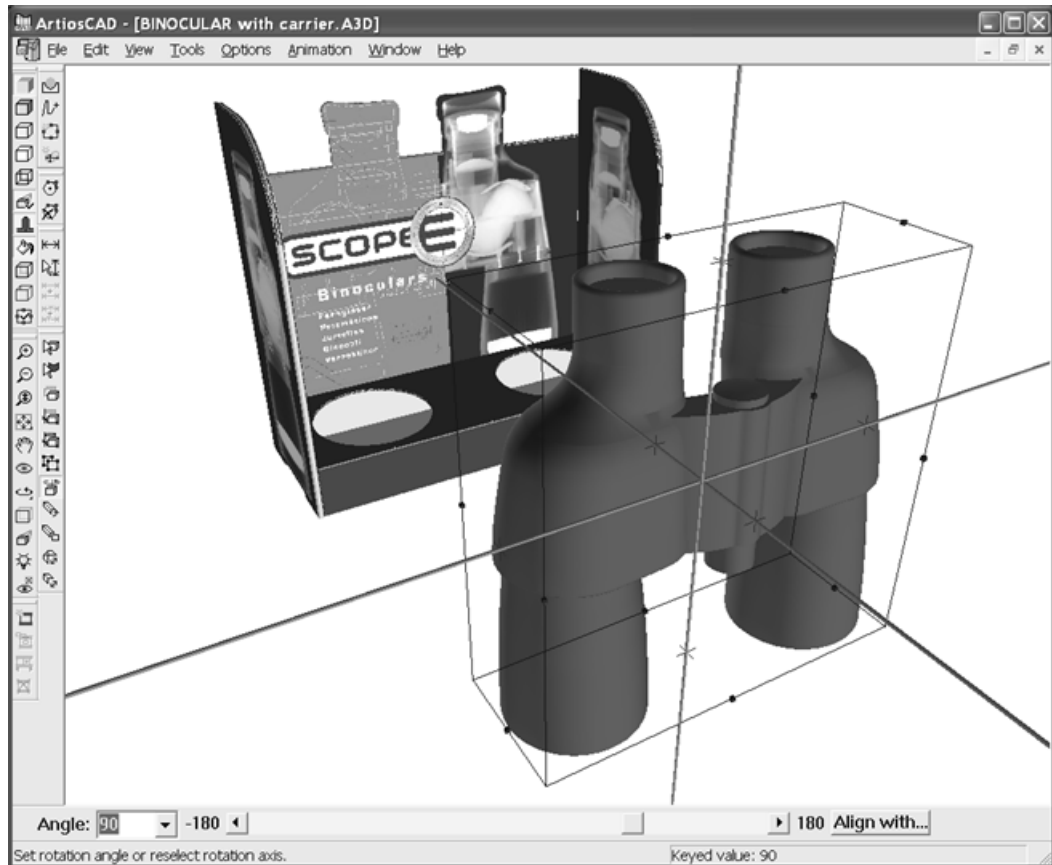 ArtiosCAD - [BINOCULAR with carrier.A3D]
File Edit View Tools Options Animation Window Help
SCOPE
Binoculars
Angle: 90 -180 180 Align with...
Set rotation angle or reselect rotation axis. Keyed value: 90